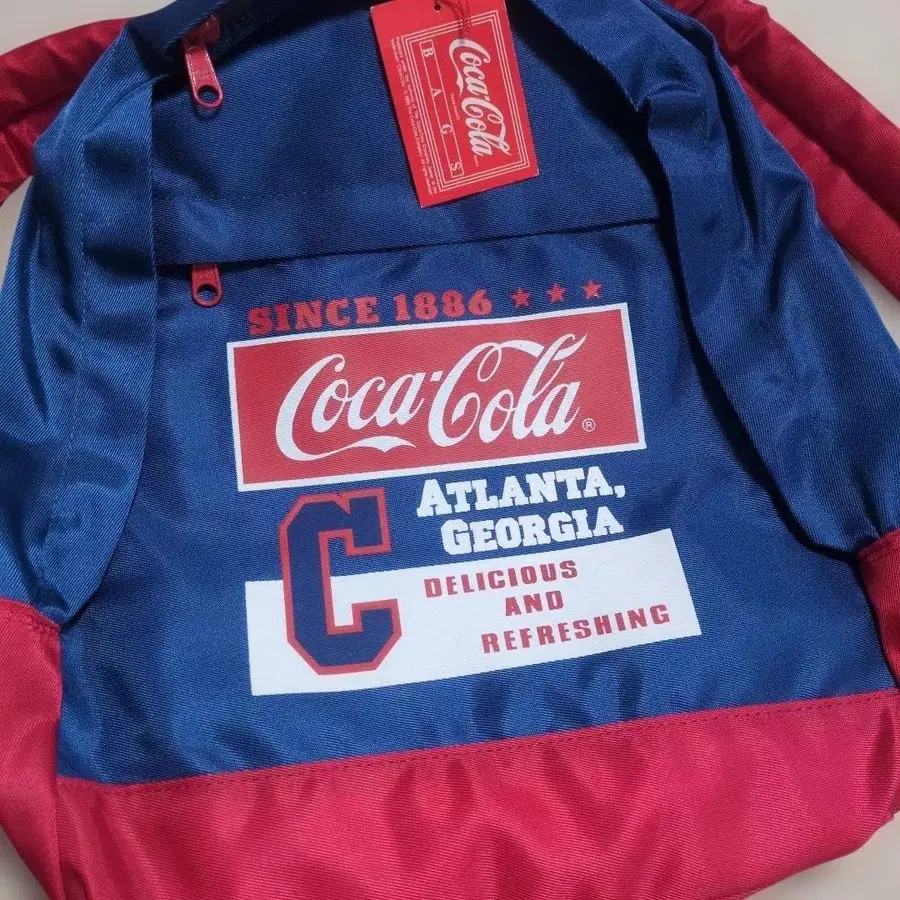 Coca-Cola
BAGS
SINCE 1886 ★ ★ ★
Coca-Cola ®
C
ATLANTA,
GEORGIA
DELICIOUS
AND
REFRESHING